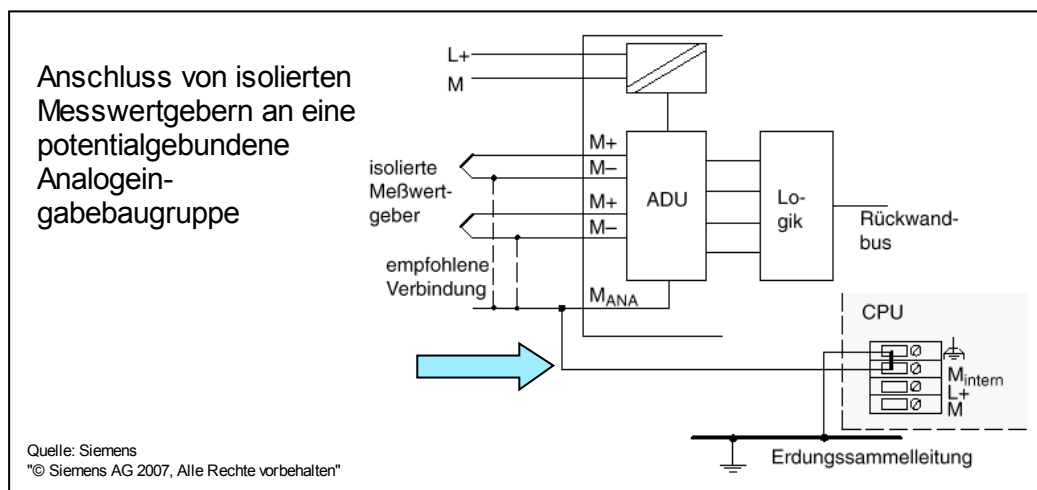 Anschluss von isolierten
Messwertgebern an eine
potentialgebundene
Analogein-
gabebaugruppe
L+
M
isolierte
Meßwert-
geber
M+
M–
M+
M–
ADU
Lo-
gik
Rückwand-
bus
empfohlene
Verbindung
MANA
CPU
Mintern
L+
M
Erdungssammelleitung
Quelle: Siemens
"© Siemens AG 2007, Alle Rechte vorbehalten"